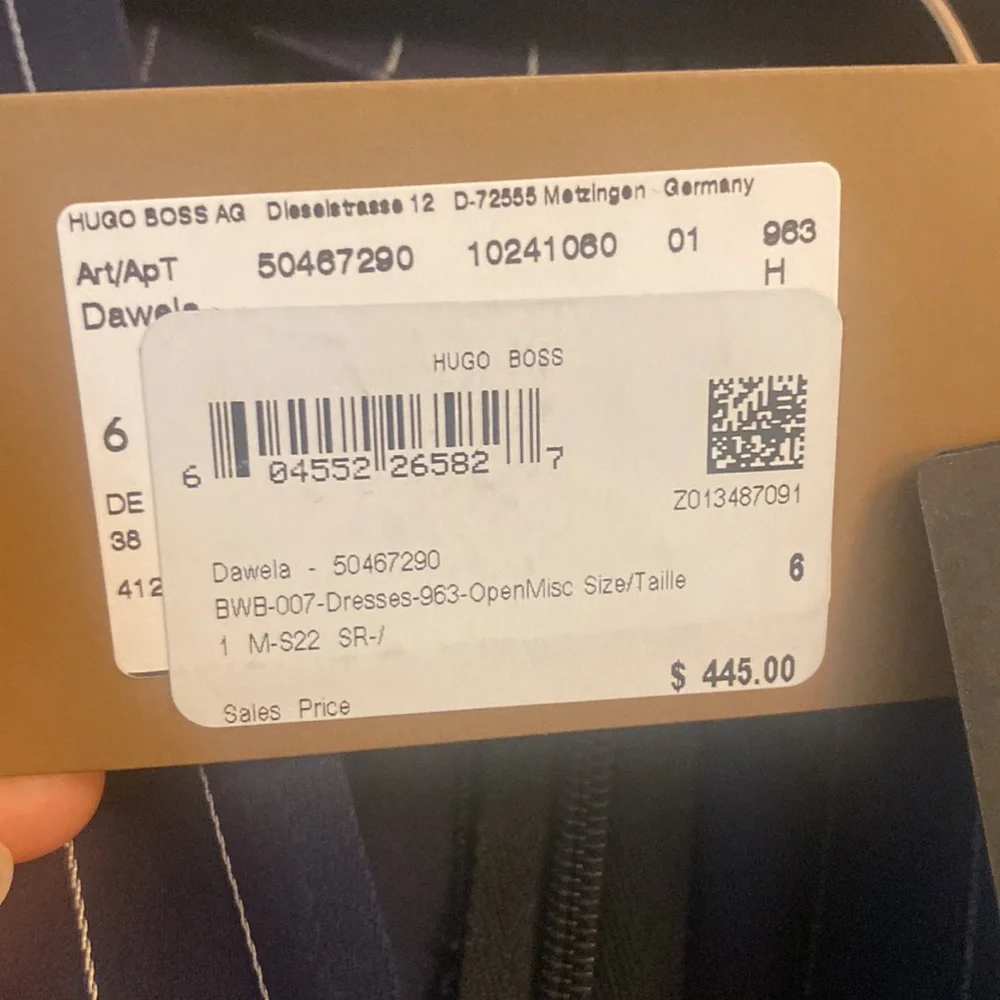 HUGO BOSS AG Dieselstrasse 12 D-72555 Metzingen Germany
Art/ApT 50467290 10241060 01 963
H
Dawela
HUGO BOSS
6 04552 26582 7
Z013487091
6
DE
38
412
Dawela - 50467290
BWB-007-Dresses-963-OpenMisc Size/Taille 6
1 M-S22 SR-/
$ 445.00
Sales Price